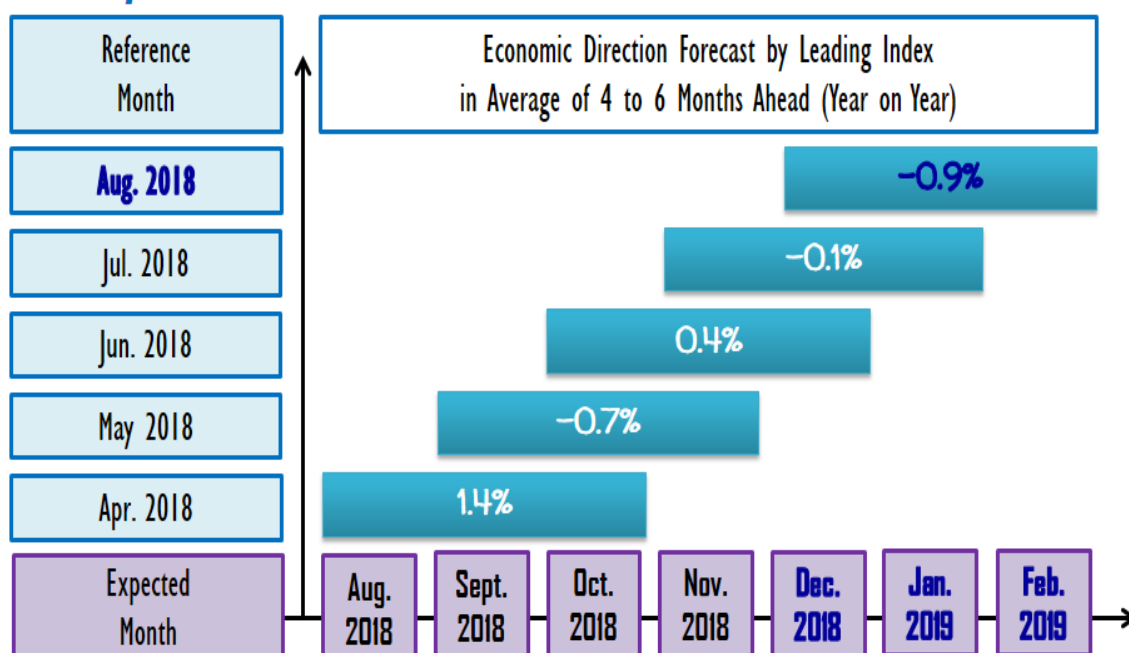 Reference
Month
Economic Direction Forecast by Leading Index
in Average of 4 to 6 Months Ahead (Year on Year)
Aug. 2018
-0.9%
Jul. 2018
-0.1%
Jun. 2018
0.4%
May 2018
-0.7%
Apr. 2018
1.4%
Expected
Month
Aug.
2018
Sept.
2018
Oct.
2018
Nov.
2018
Dec.
2018
Jan.
2019
Feb.
2019